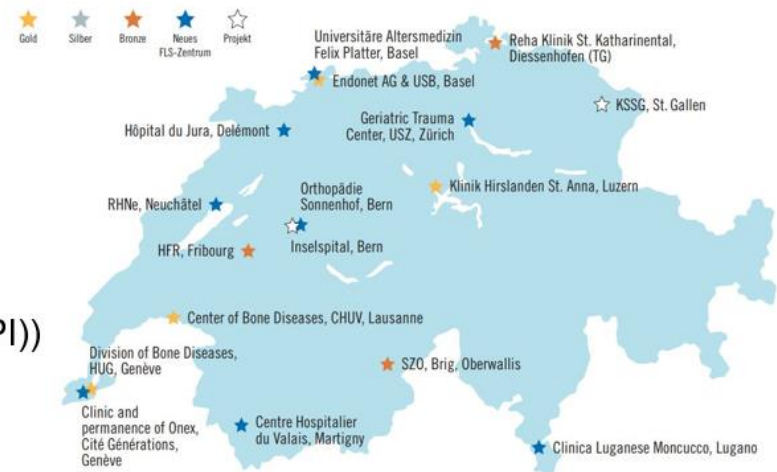 Gold
Silber
Bronze
Neues
FLS-Zentrum
Projekt
Universitäre Altersmedizin
Felix Platter, Basel
Endonet AG & USB, Basel
Reha Klinik St. Katharinental,
Diessenhofen (TG)
KSSG, St. Gallen
Geriatric Trauma
Center, USZ, Zürich
Hôpital du Jura, Delémont
Klinik Hirslanden St. Anna, Luzern
RHNe, Neuchâtel
Orthopädie
Sonnenhof, Bern
Inselspital, Bern
HFR, Fribourg
PI))
Center of Bone Diseases, CHUV, Lausanne
Division of Bone Diseases,
HUG, Genève
SZO, Brig, Oberwallis
Clinic and
permanence of Onex,
Cité Générations,
Genève
Centre Hospitalier
du Valais, Martigny
Clinica Luganese Moncucco, Lugano